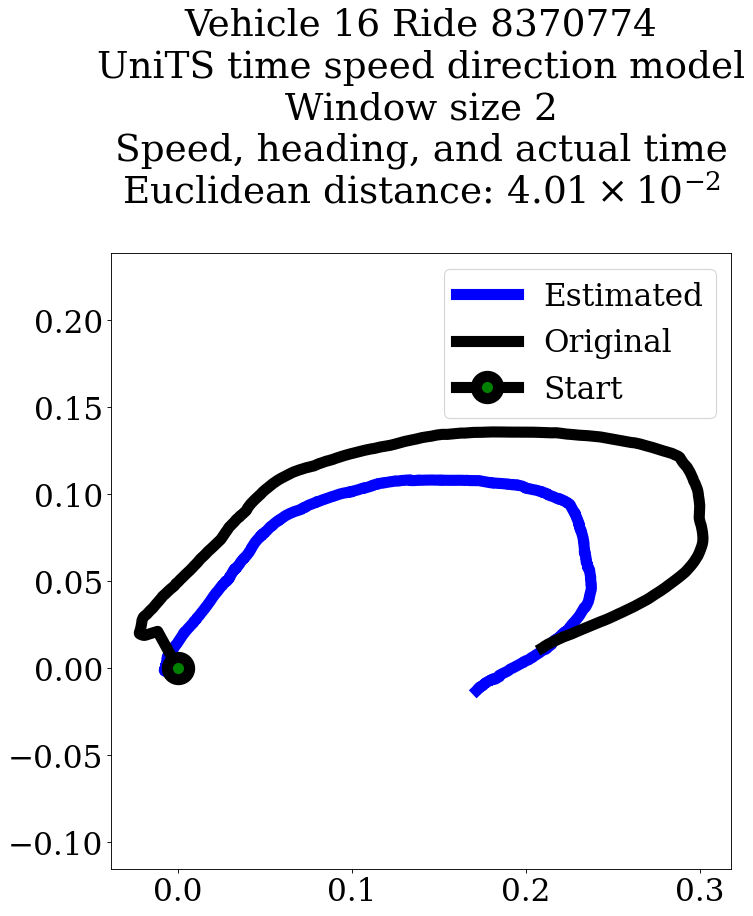 Vehicle 16 Ride 8370774
UniTS time speed direction model
Window size 2
Speed, heading, and actual time
Euclidean distance: 4.01 × 10⁻²
Estimated
Original
Start
0.20
0.15
0.10
0.05
0.00
−0.05
−0.10
0.0 0.1 0.2 0.3